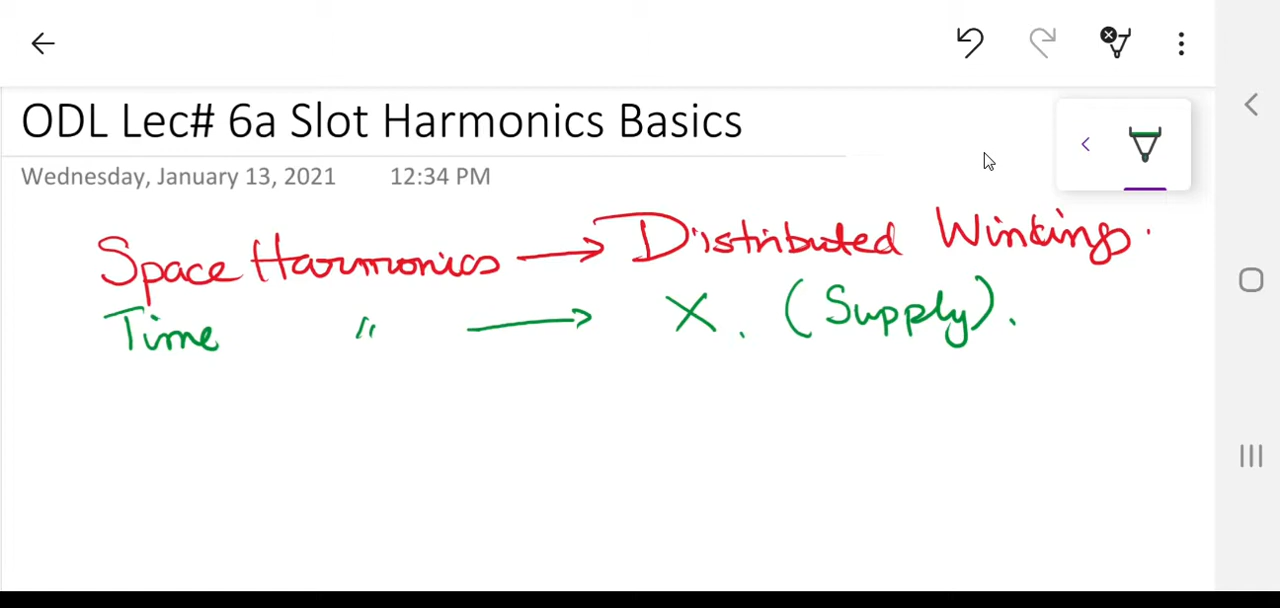 ODL Lec# 6a Slot Harmonics Basics
Wednesday, January 13, 2021 12:34 PM
Space Harmonics → Distributed Windings.
Time " → X. (Supply).